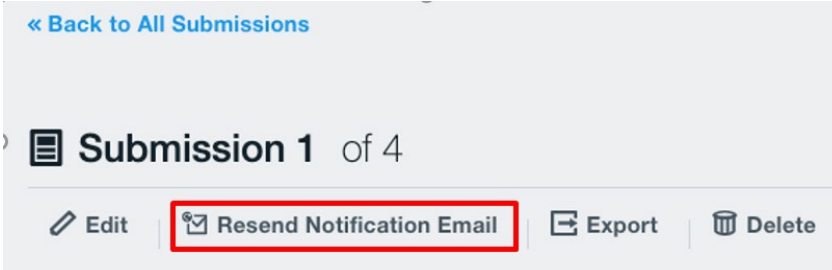 « Back to All Submissions
Submission 1 of 4
Edit Resend Notification Email Export Delete